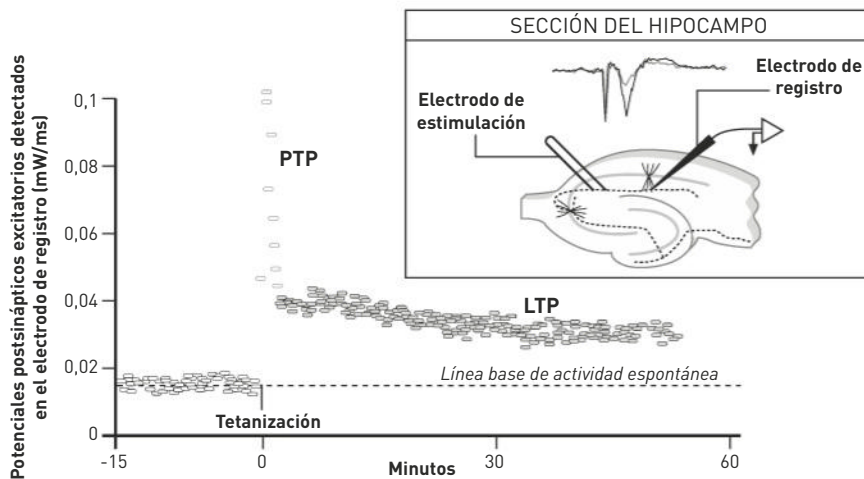 SECCIÓN DEL HIPOCAMPO
Electrodo de
registro
Electrodo de
estimulación
Potenciales postsinápticos excitatorios detectados
en el electrodo de registro (mW/ms)
0,1
0,08
0,06
0,04
0,02
0
PTP
LTP
Línea base de actividad espontánea
Tetanización
-15
0
30
60
Minutos